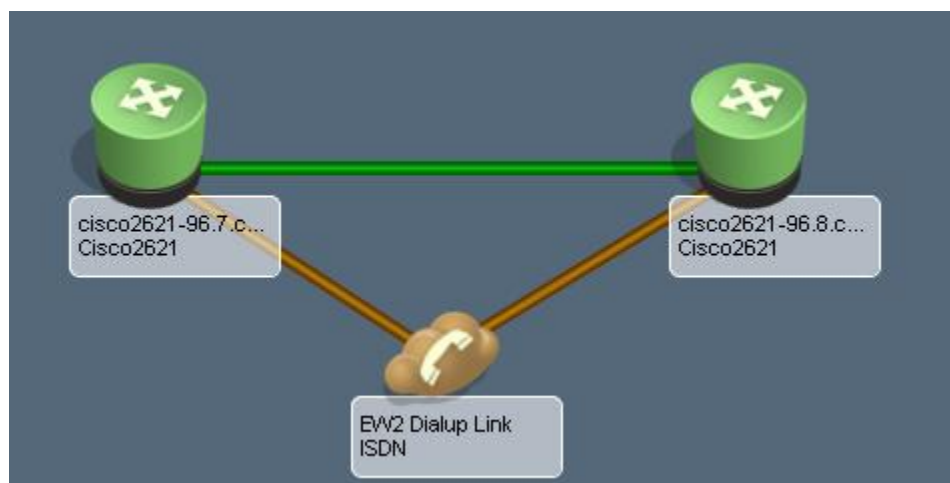 cisco2621-96.7.c...
Cisco2621
cisco2621-96.8.c...
Cisco2621
EW2 Dialup Link
ISDN